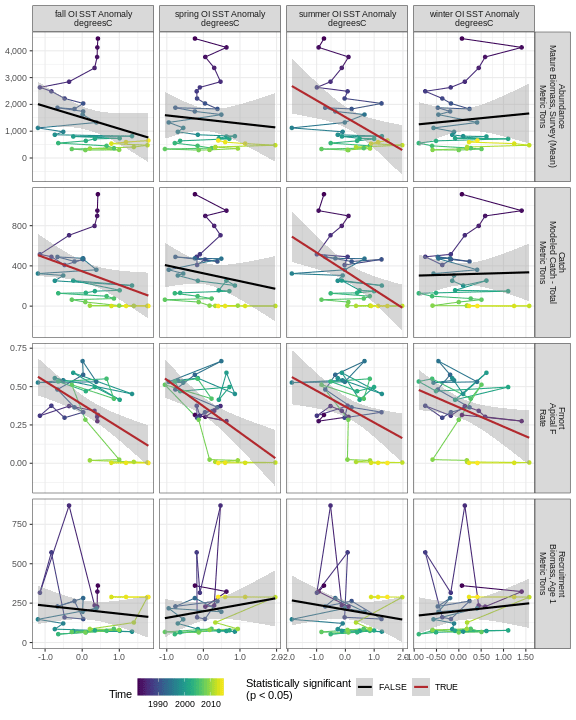 fall OI SST Anomaly
degreesC
spring OI SST Anomaly
degreesC
summer OI SST Anomaly
degreesC
winter OI SST Anomaly
degreesC
4,000
3,000
2,000
1,000
0
Abundance
Mature Biomass, Survey (Mean)
Metric Tons
800
400
0
Catch
Modeled Catch - Total
Metric Tons
0.75
0.50
0.25
0.00
Fmort
Apical F
Rate
750
500
250
0
Recruitment
Biomass, Age 1
Metric Tons
-1.0 0.0 1.0
-1.0 0.0 1.0 2.0
-1.0 0.0 1.0 2.0
-1.00 -0.50 0.00 0.50 1.00 1.50
Time
1990 2000 2010
Statistically significant
(p < 0.05)
FALSE
TRUE